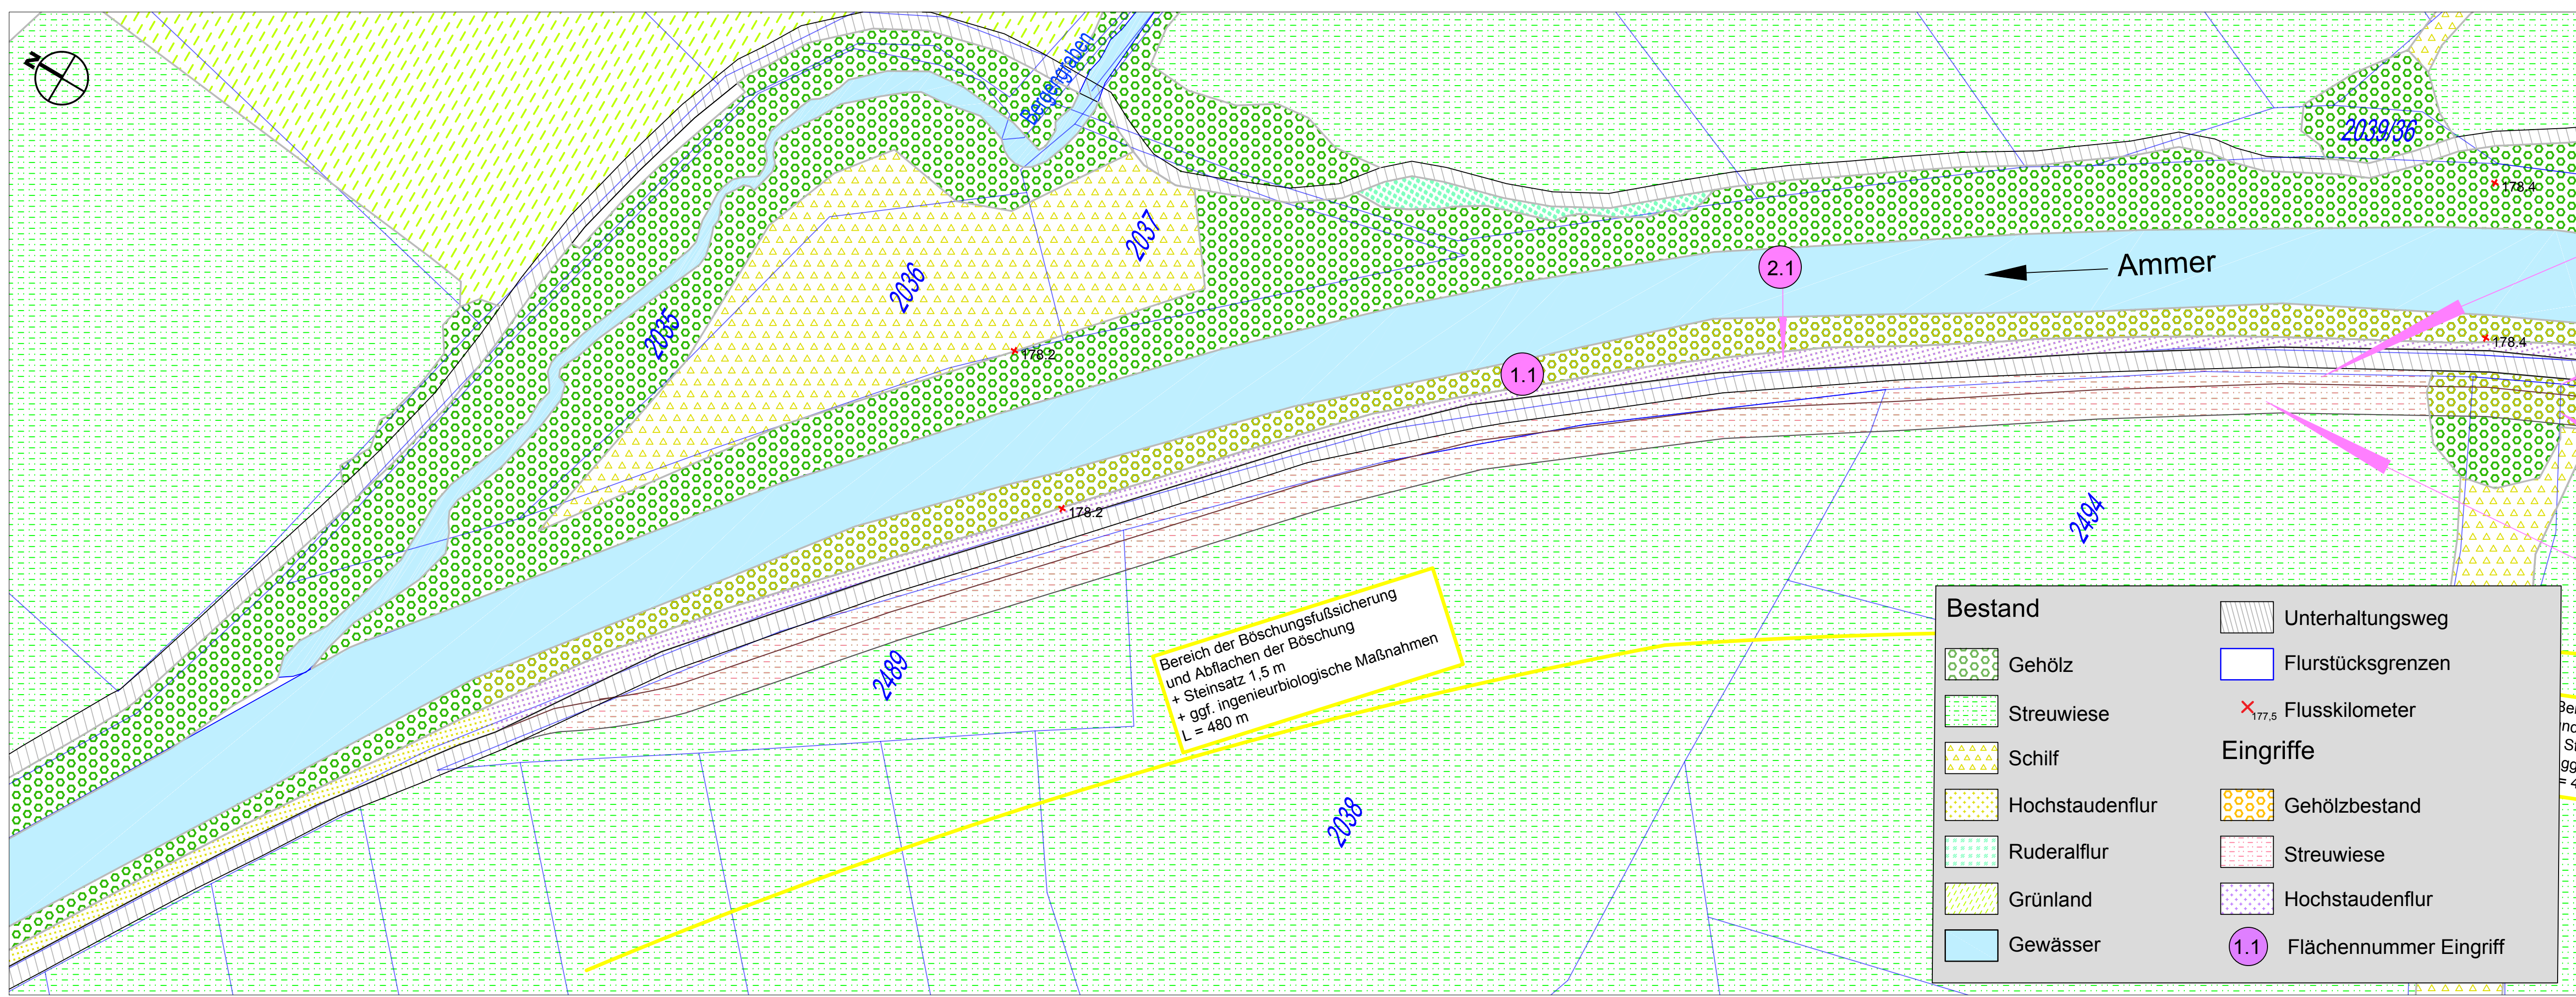 N
Bergengraben
2039/36
178.4
2037
2036
2035
2.1
Ammer
178.2
178.4
1.1
178.2
2494
2489
2038
Bereich der Böschungsfußsicherung
und Abflachen der Böschung
+ Steinsatz 1,5 m
+ ggf. ingenieurbiologische Maßnahmen
L = 480 m
Bestand
Gehölz
Streuwiese
Schilf
Hochstaudenflur
Ruderalflur
Grünland
Gewässer
Unterhaltungsweg
Flurstücksgrenzen
177,5
Flusskilometer
Eingriffe
Gehölzbestand
Streuwiese
Hochstaudenflur
1.1
Flächennummer Eingriff